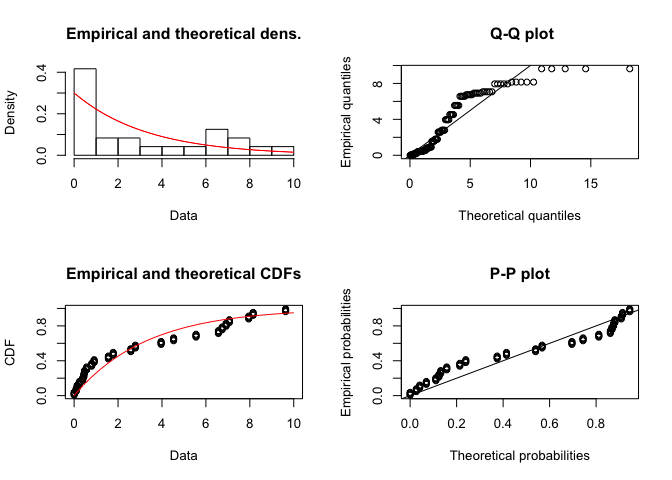 Empirical and theoretical dens.
Density
0.0
0.2
0.4
0 2 4 6 8 10
Data
Q-Q plot
Empirical quantiles
0
4
8
0 5 10 15
Theoretical quantiles
Empirical and theoretical CDFs
CDF
0.0
0.4
0.8
0 2 4 6 8 10
Data
P-P plot
Empirical probabilities
0.0
0.4
0.8
0.0 0.2 0.4 0.6 0.8
Theoretical probabilities